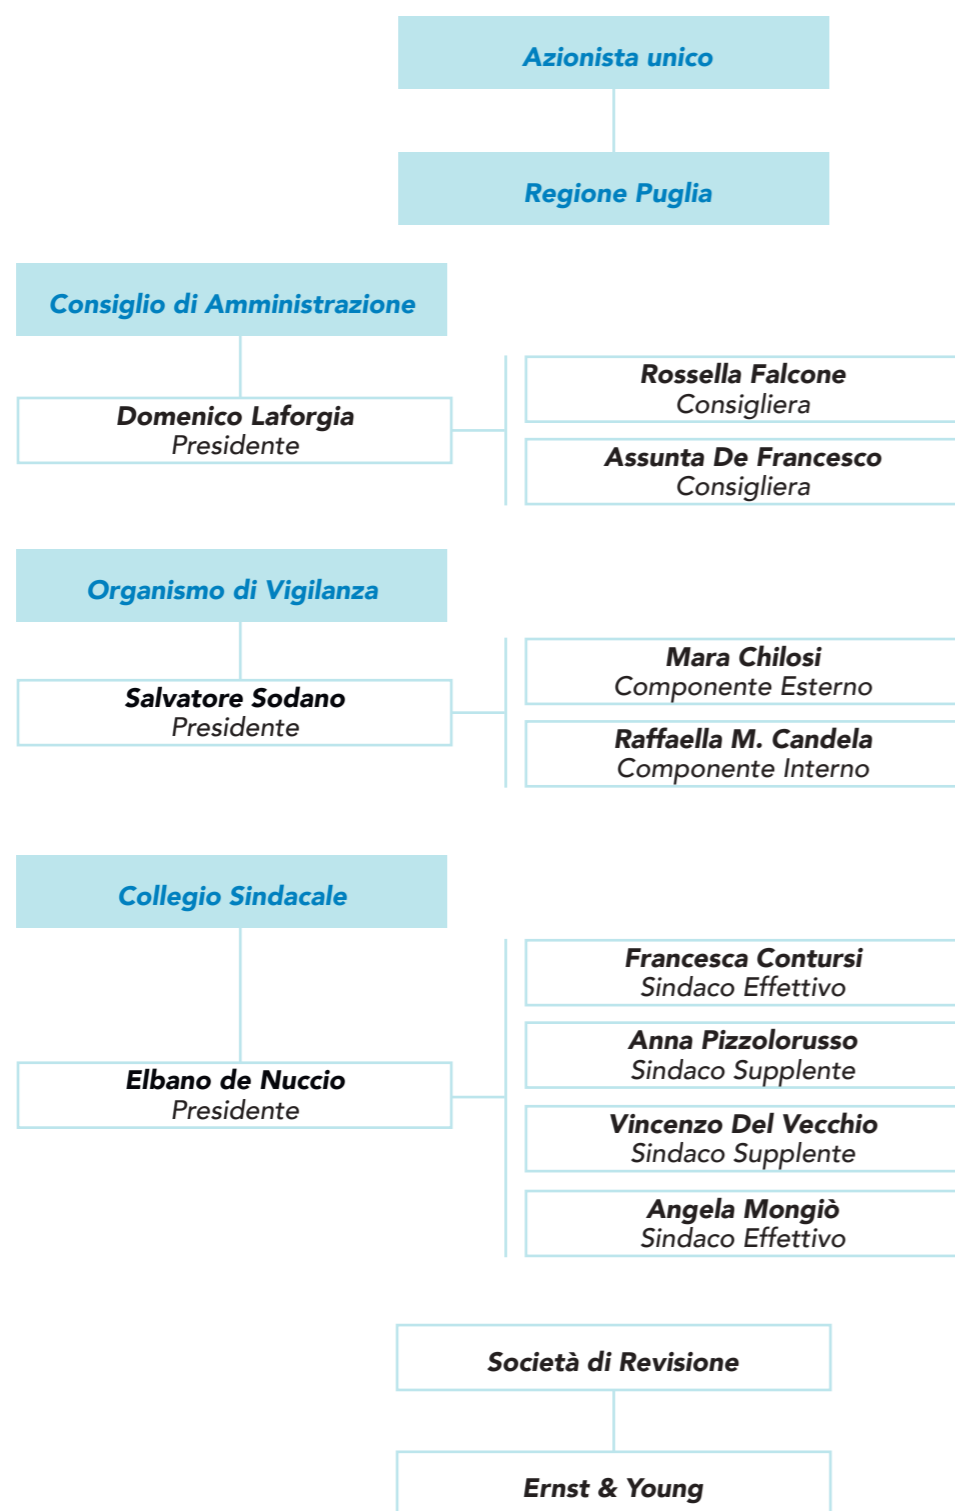 Azionista unico
Regione Puglia
Consiglio di Amministrazione
Domenico Laforgia
Presidente
Rossella Falcone
Consigliera
Assunta De Francesco
Consigliera
Organismo di Vigilanza
Salvatore Sodano
Presidente
Mara Chilosi
Componente Esterno
Raffaella M. Candela
Componente Interno
Collegio Sindacale
Elbano de Nuccio
Presidente
Francesca Contursi
Sindaco Effettivo
Anna Pizzolorusso
Sindaco Supplente
Vincenzo Del Vecchio
Sindaco Supplente
Angela Mongiò
Sindaco Effettivo
Società di Revisione
Ernst & Young